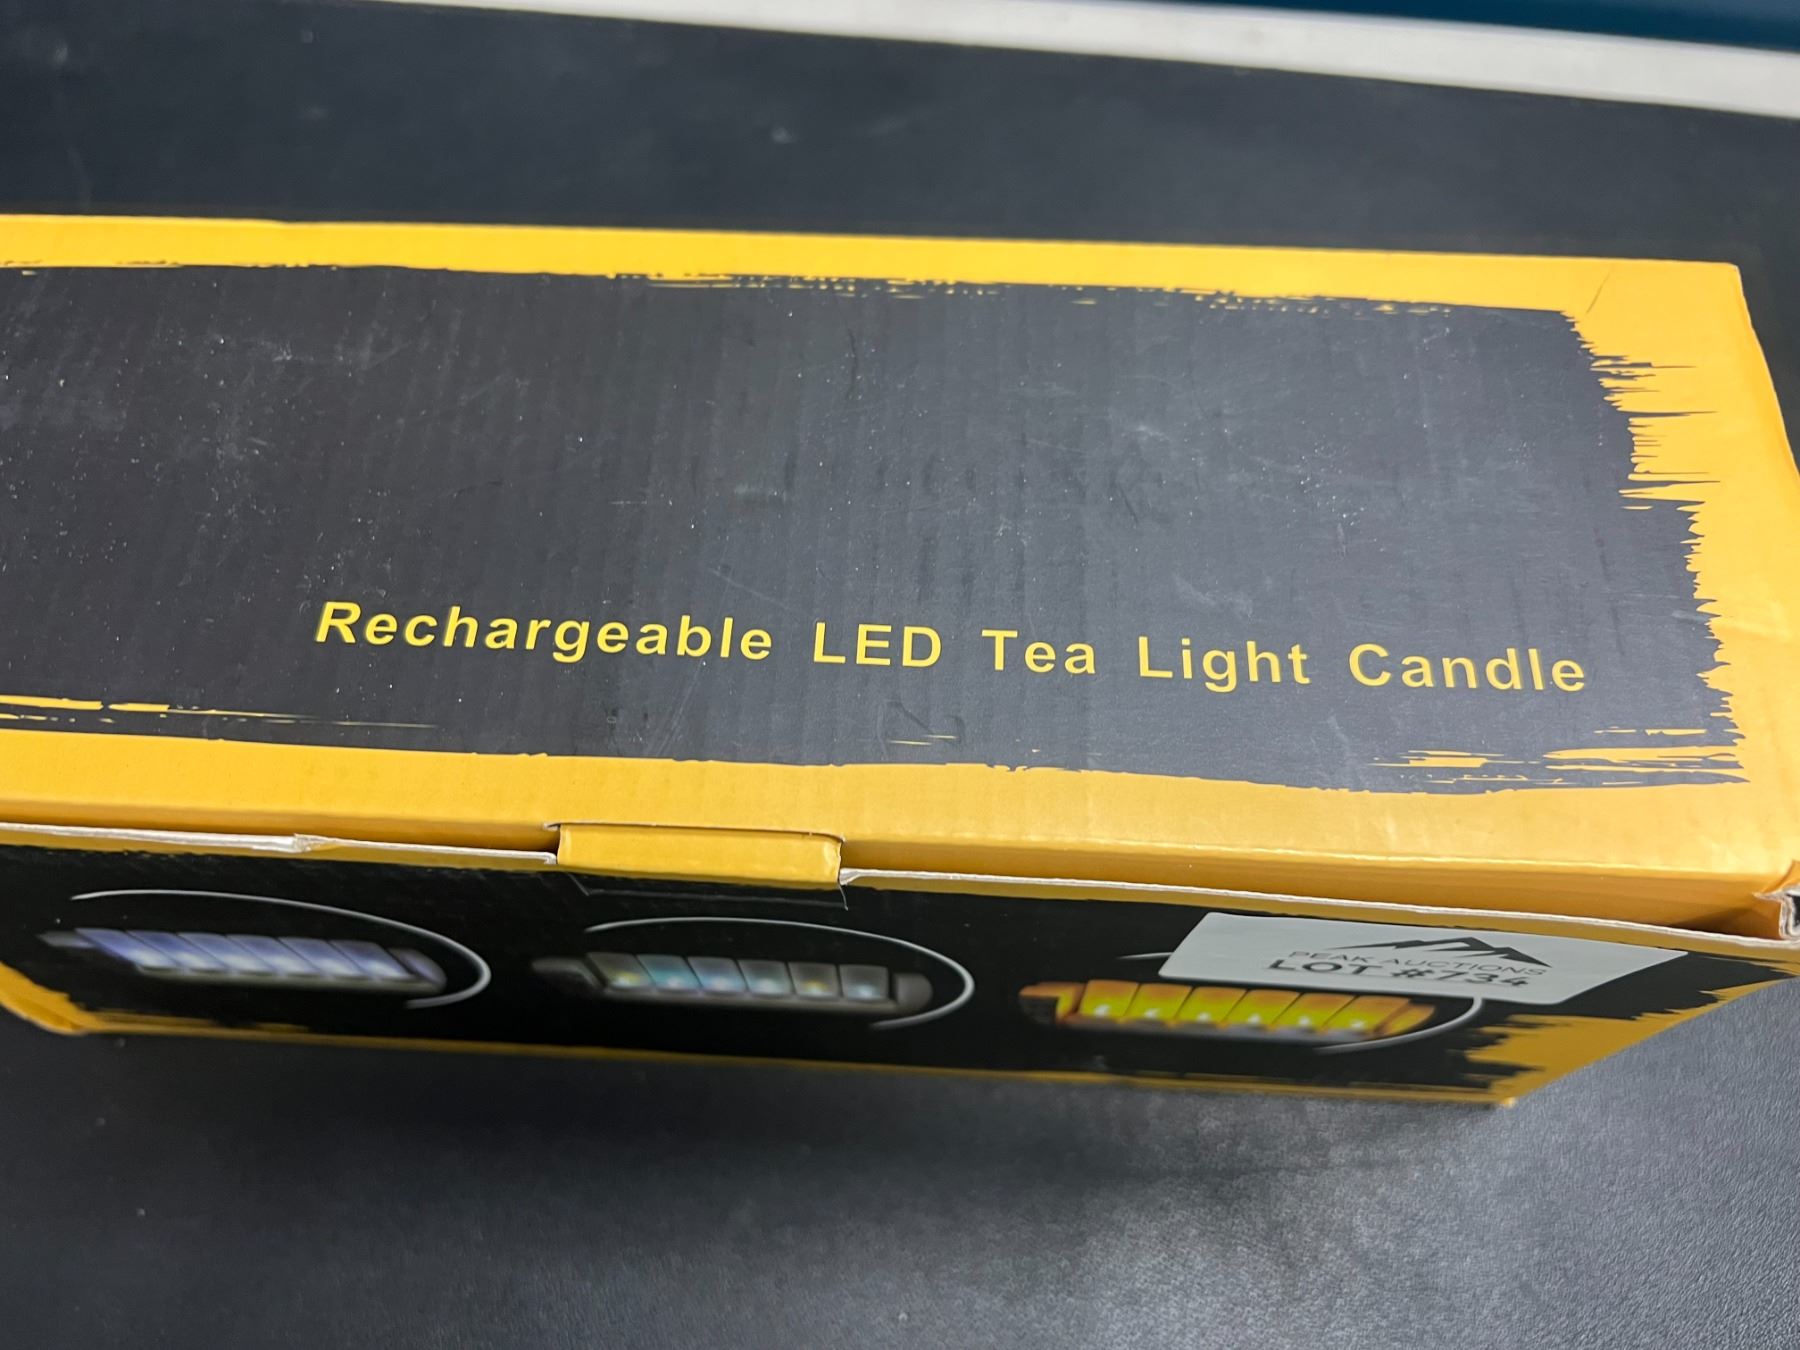 Rechargeable LED Tea Light Candle
PEAK AUCTIONS
LOT #734